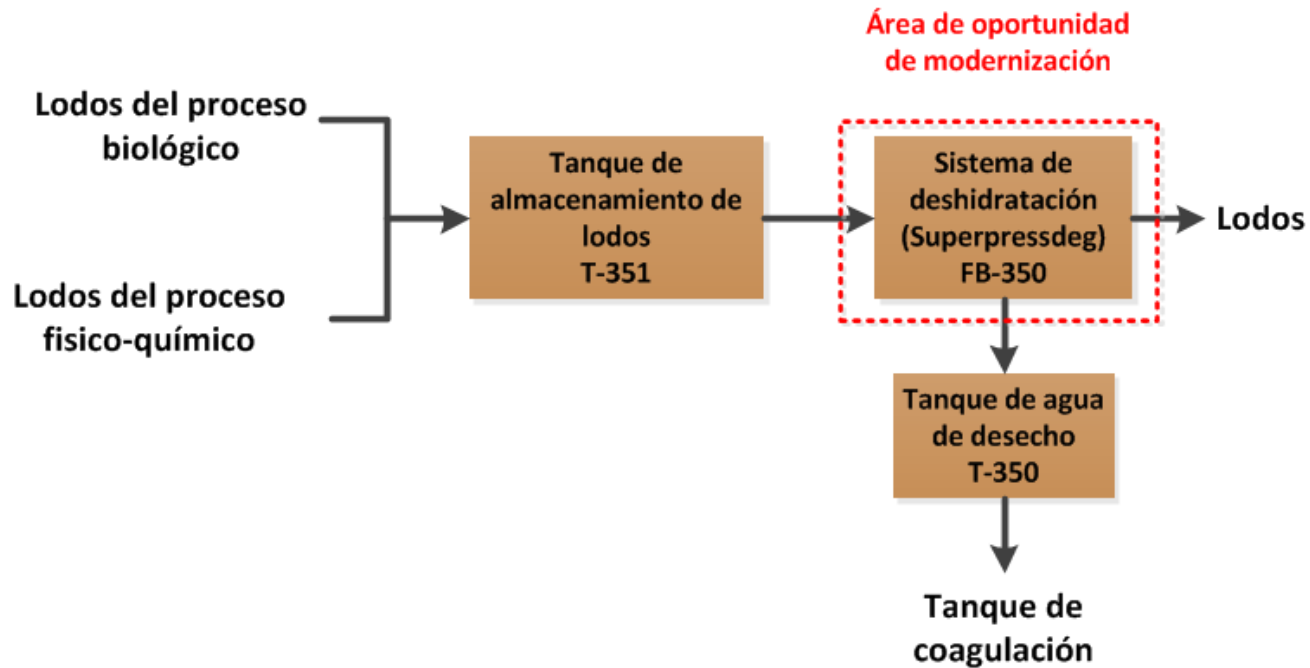 Área de oportunidad
de modernización
Lodos del proceso
biológico
Lodos del proceso
fisico-químico
Tanque de
almacenamiento de
lodos
T-351
Sistema de
deshidratación
(Superpressdeg)
FB-350
Lodos
Tanque de agua
de desecho
T-350
Tanque de
coagulación